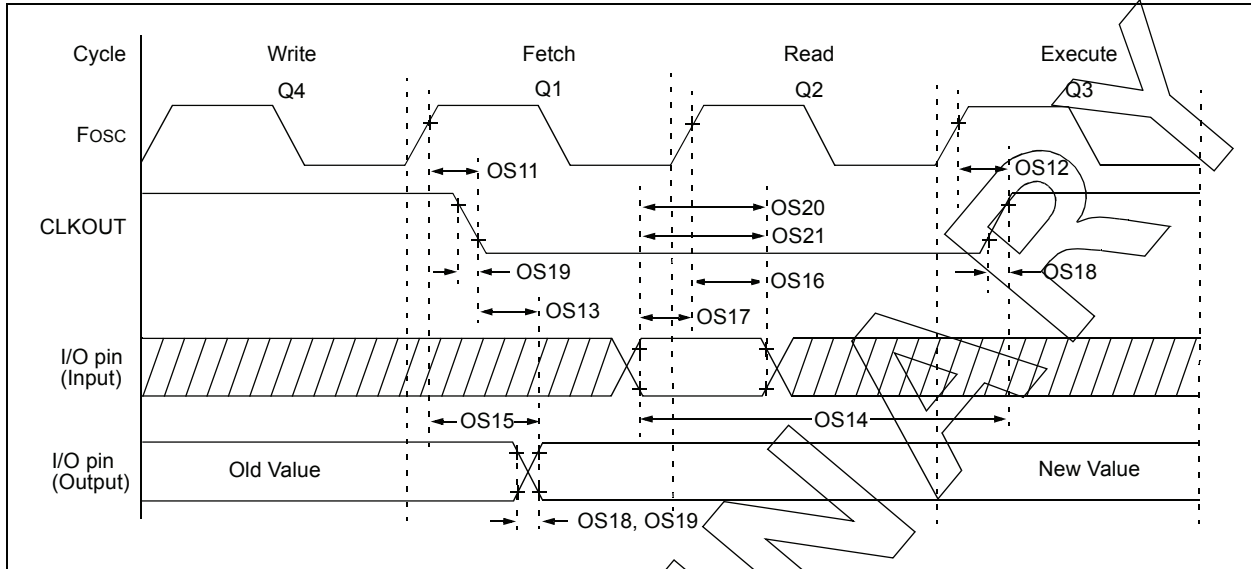 Cycle Write Fetch Read Execute
Q4 Q1 Q2 Q3
Fosc
OS11 OS12
OS20
CLKOUT
OS21
OS19 OS16 OS18
OS13 OS17
I/O pin
(Input)
OS15 OS14
I/O pin
(Output)
Old Value New Value
OS18, OS19